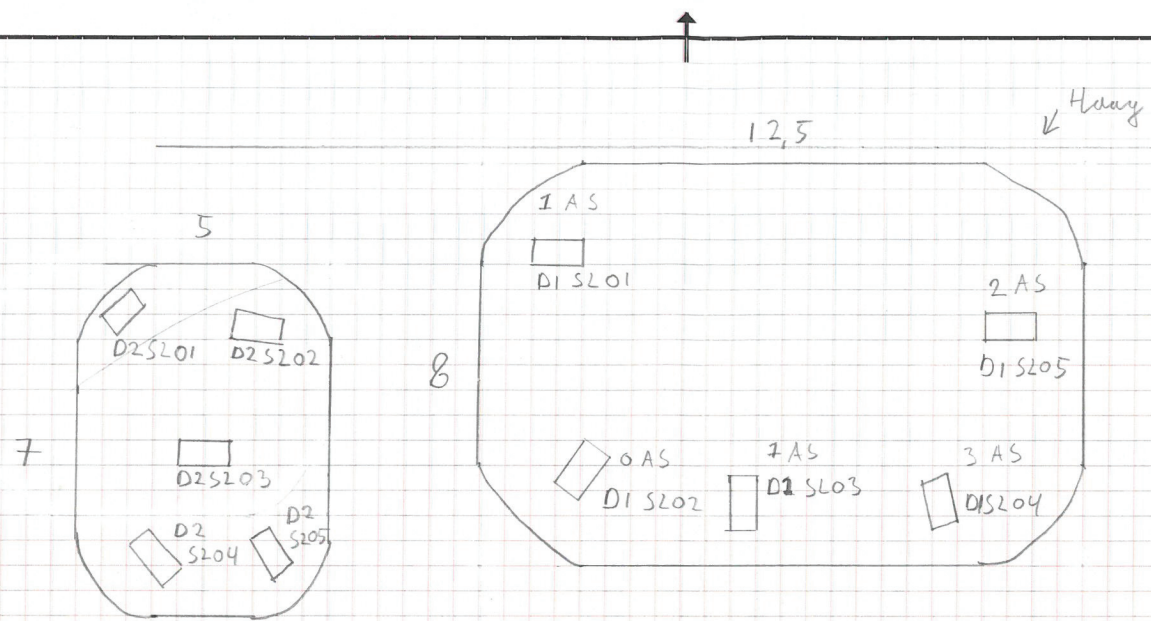 12,5
5
1 AS
D1 SL01
2 AS
D1 SL05
D2SL01
D2SL02
8
7
D2SL03
0 AS
D1 SL02
1 AS
D1 SL03
3 AS
D1SL04
D2
SL04
D2
SL05